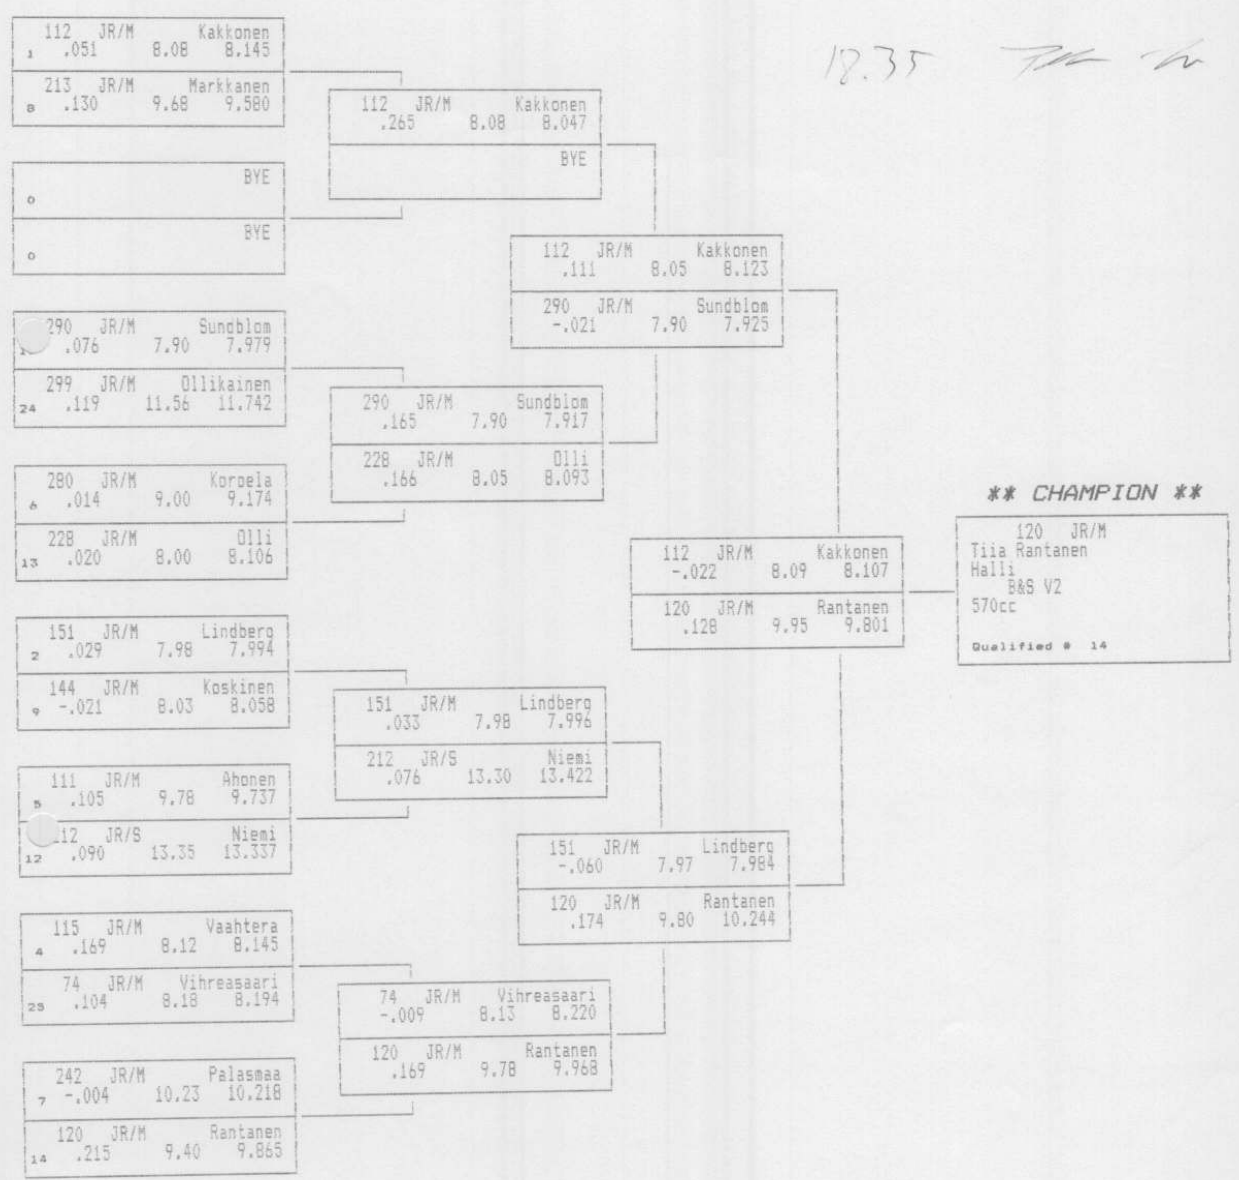 18.35
112 JR/M Kakkonen
1 .051 8.08 8.145
213 JR/M Markkanen
8 .130 9.68 9.580
BYE
0
BYE
0
290 JR/M Sundblom
.076 7.90 7.979
299 JR/M Ollikainen
24 .119 11.56 11.742
280 JR/M Korpela
6 .014 9.00 9.174
228 JR/M Olli
13 .020 8.00 8.106
151 JR/M Lindberg
2 .029 7.98 7.994
144 JR/M Koskinen
9 -.021 8.03 8.058
111 JR/M Ahonen
5 .105 9.78 9.737
12 JR/S Niemi
12 .090 13.35 13.337
115 JR/M Vaahtera
4 .169 8.12 8.145
74 JR/M Vihreasaari
23 .104 8.18 8.194
242 JR/M Palasmaa
7 -.004 10.23 10.218
120 JR/M Rantanen
14 .215 9.40 9.865
112 JR/M Kakkonen
.265 8.08 8.047
BYE
290 JR/M Sundblom
.165 7.90 7.917
228 JR/M Olli
.166 8.05 8.093
151 JR/M Lindberg
.033 7.98 7.996
212 JR/S Niemi
.076 13.30 13.422
74 JR/M Vihreasaari
-.009 8.13 8.220
120 JR/M Rantanen
.169 9.78 9.968
112 JR/M Kakkonen
.111 8.05 8.123
290 JR/M Sundblom
-.021 7.90 7.925
151 JR/M Lindberg
-.060 7.97 7.984
120 JR/M Rantanen
.174 9.80 10.244
112 JR/M Kakkonen
-.022 8.09 8.107
120 JR/M Rantanen
.128 9.95 9.801
** CHAMPION **
120 JR/M
Tiia Rantanen
Halli
B&S V2
570cc
Qualified # 14